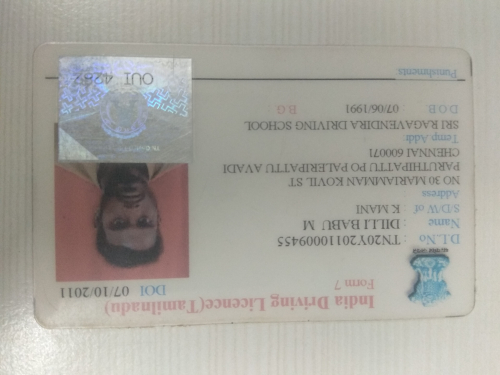 India Driving Licence(Tamilnadu)
Form 7
DOI 07/10/2011
D.L.No : TN20Y20110009455
Name : DILLI BABU M
S/D/W of : K MANI
Address
NO 30 MARIAMMAN KOVIL ST
PARUTHIPATTU PO PALERIPATTU AVADI
CHENNAI 600071
Temp Addr
SRI RAGAVENDIRA DRIVING SCHOOL
D.O.B 07/06/1991 B.G
Punishments
OUI 4282